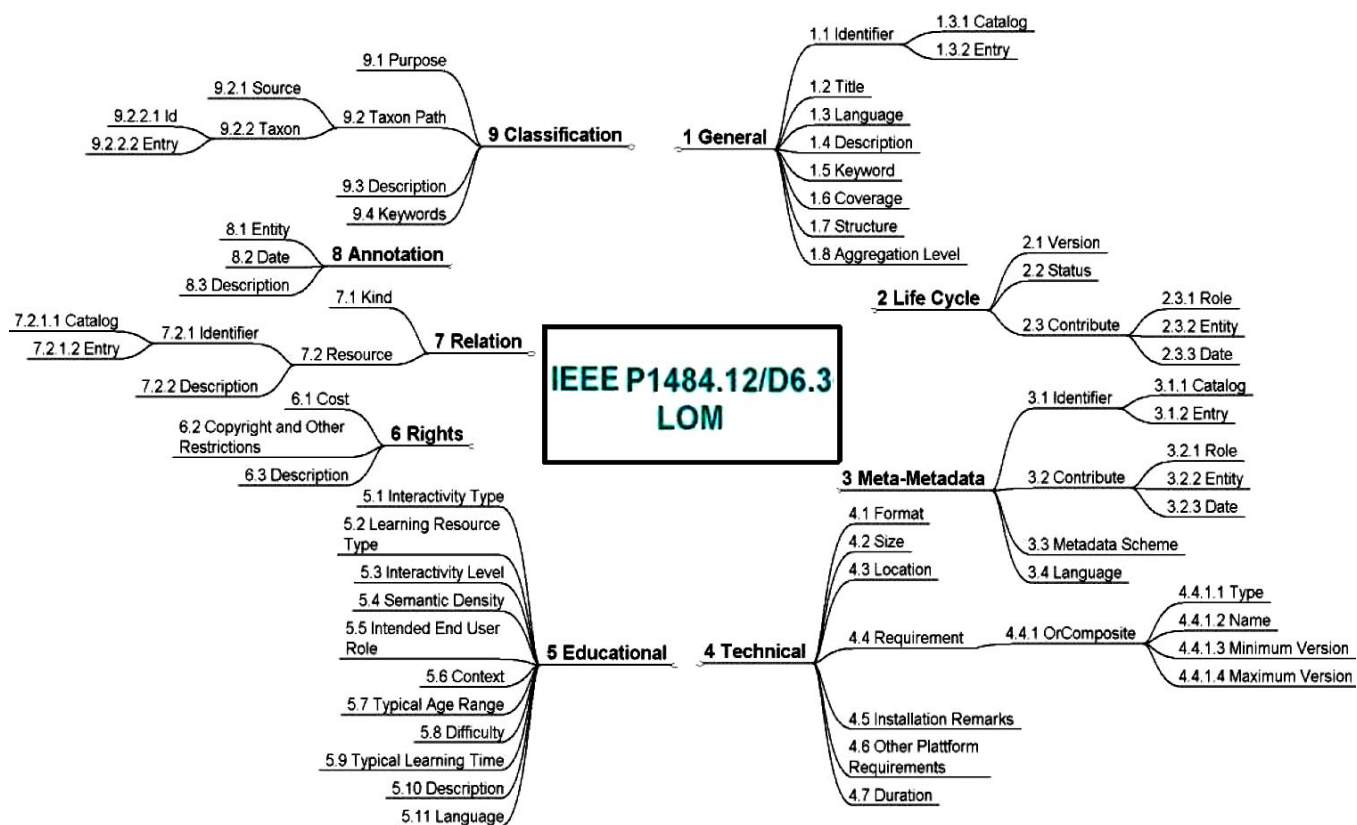 IEEE P1484.12/D6.3
LOM
1 General
1.1 Identifier
1.3.1 Catalog
1.3.2 Entry
1.2 Title
1.3 Language
1.4 Description
1.5 Keyword
1.6 Coverage
1.7 Structure
1.8 Aggregation Level
2 Life Cycle
2.1 Version
2.2 Status
2.3 Contribute
2.3.1 Role
2.3.2 Entity
2.3.3 Date
3 Meta-Metadata
3.1 Identifier
3.1.1 Catalog
3.1.2 Entry
3.2 Contribute
3.2.1 Role
3.2.2 Entity
3.2.3 Date
3.3 Metadata Scheme
3.4 Language
4 Technical
4.1 Format
4.2 Size
4.3 Location
4.4 Requirement
4.4.1 OrComposite
4.4.1.1 Type
4.4.1.2 Name
4.4.1.3 Minimum Version
4.4.1.4 Maximum Version
4.5 Installation Remarks
4.6 Other Plattform
Requirements
4.7 Duration
5 Educational
5.1 Interactivity Type
5.2 Learning Resource
Type
5.3 Interactivity Level
5.4 Semantic Density
5.5 Intended End User
Role
5.6 Context
5.7 Typical Age Range
5.8 Difficulty
5.9 Typical Learning Time
5.10 Description
5.11 Language
6 Rights
6.1 Cost
6.2 Copyright and Other
Restrictions
6.3 Description
7 Relation
7.1 Kind
7.2 Resource
7.2.1 Identifier
7.2.1.1 Catalog
7.2.1.2 Entry
7.2.2 Description
8 Annotation
8.1 Entity
8.2 Date
8.3 Description
9 Classification
9.1 Purpose
9.2 Taxon Path
9.2.1 Source
9.2.2 Taxon
9.2.2.1 Id
9.2.2.2 Entry
9.3 Description
9.4 Keywords